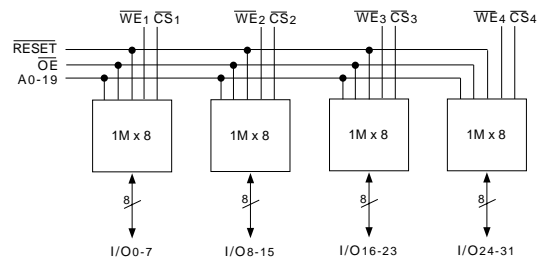 WE1 CS1 WE2 CS2 WE3 CS3 WE4 CS4
RESET
OE
A0-19
1M x 8 1M x 8 1M x 8 1M x 8
8 8 8 8
I/O0-7 I/O8-15 I/O16-23 I/O24-31